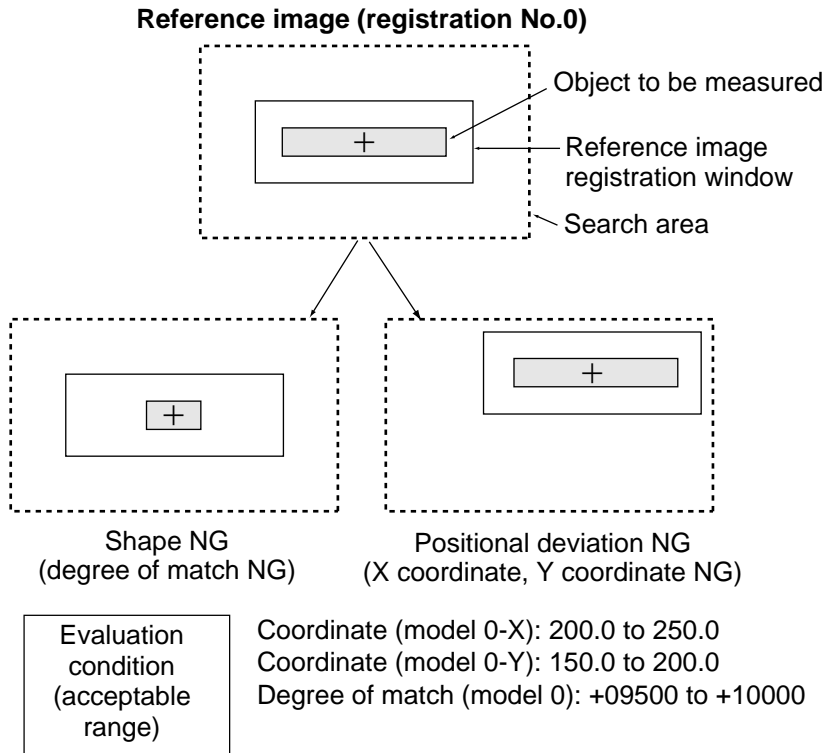 Reference image (registration No.0)
Object to be measured
Reference image
registration window
Search area
Shape NG
(degree of match NG)
Positional deviation NG
(X coordinate, Y coordinate NG)
Evaluation
condition
(acceptable
range)
Coordinate (model 0-X): 200.0 to 250.0
Coordinate (model 0-Y): 150.0 to 200.0
Degree of match (model 0): +09500 to +10000